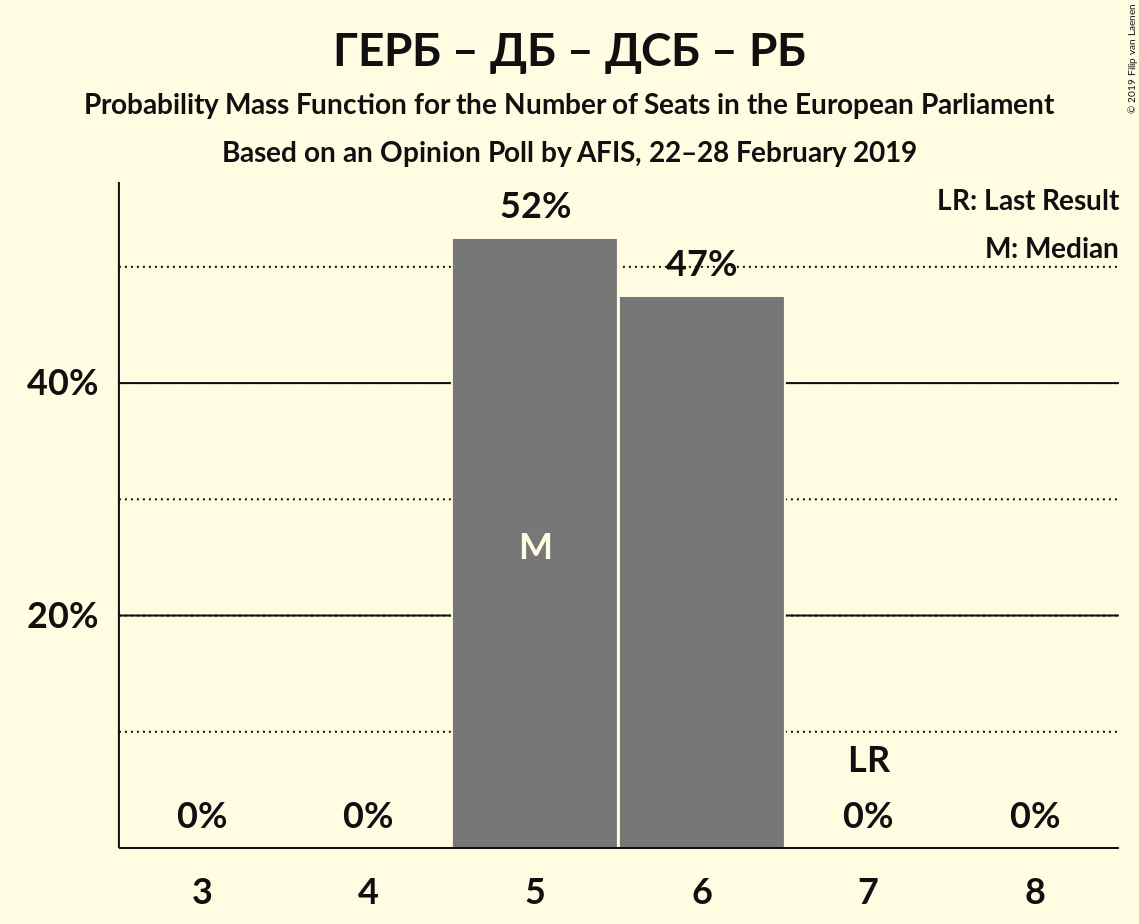 ГЕРБ – ДБ – ДСБ – РБ
Probability Mass Function for the Number of Seats in the European Parliament
Based on an Opinion Poll by AFIS, 22–28 February 2019
© 2019 Filip van Laenen
LR: Last Result
M: Median
52%
47%
40%
M
20%
LR
0% 0% 0% 0%
3 4 5 6 7 8